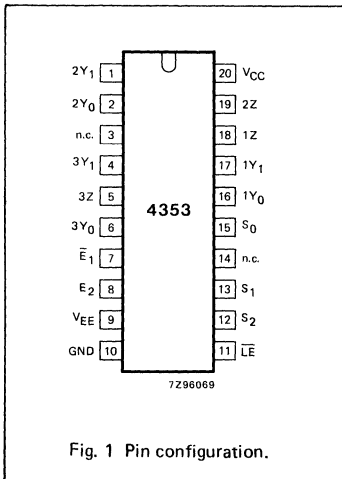 2Y1 1 20 VCC
2Y0 2 19 2Z
n.c. 3 18 1Z
3Y1 4 17 1Y1
3Z 5 16 1Y0
4353
3Y0 6 15 S0
E̅1 7 14 n.c.
E2 8 13 S1
VEE 9 12 S2
GND 10 11 L̅E̅
7Z96069
Fig. 1 Pin configuration.